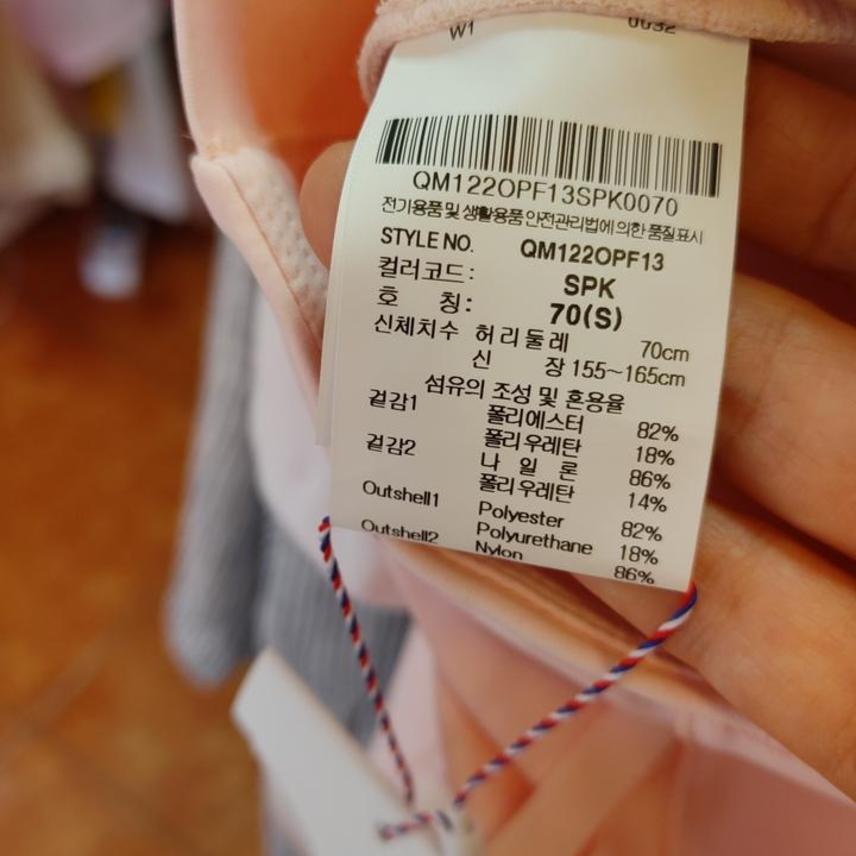 W1 0032
QM122OPF13SPK0070
전기용품 및 생활용품 안전관리법에 의한 품질표시
STYLE NO. QM122OPF13
컬러코드 : SPK
호 칭 : 70(S)
신체치수 허리둘레 70cm
신 장 155~165cm
섬유의 조성 및 혼용율
겉감1 폴리에스터 82%
폴리우레탄 18%
겉감2 나 일 론 86%
폴리우레탄 14%
Outshell1 Polyester 82%
Polyurethane 18%
Outshell2 Nylon 86%